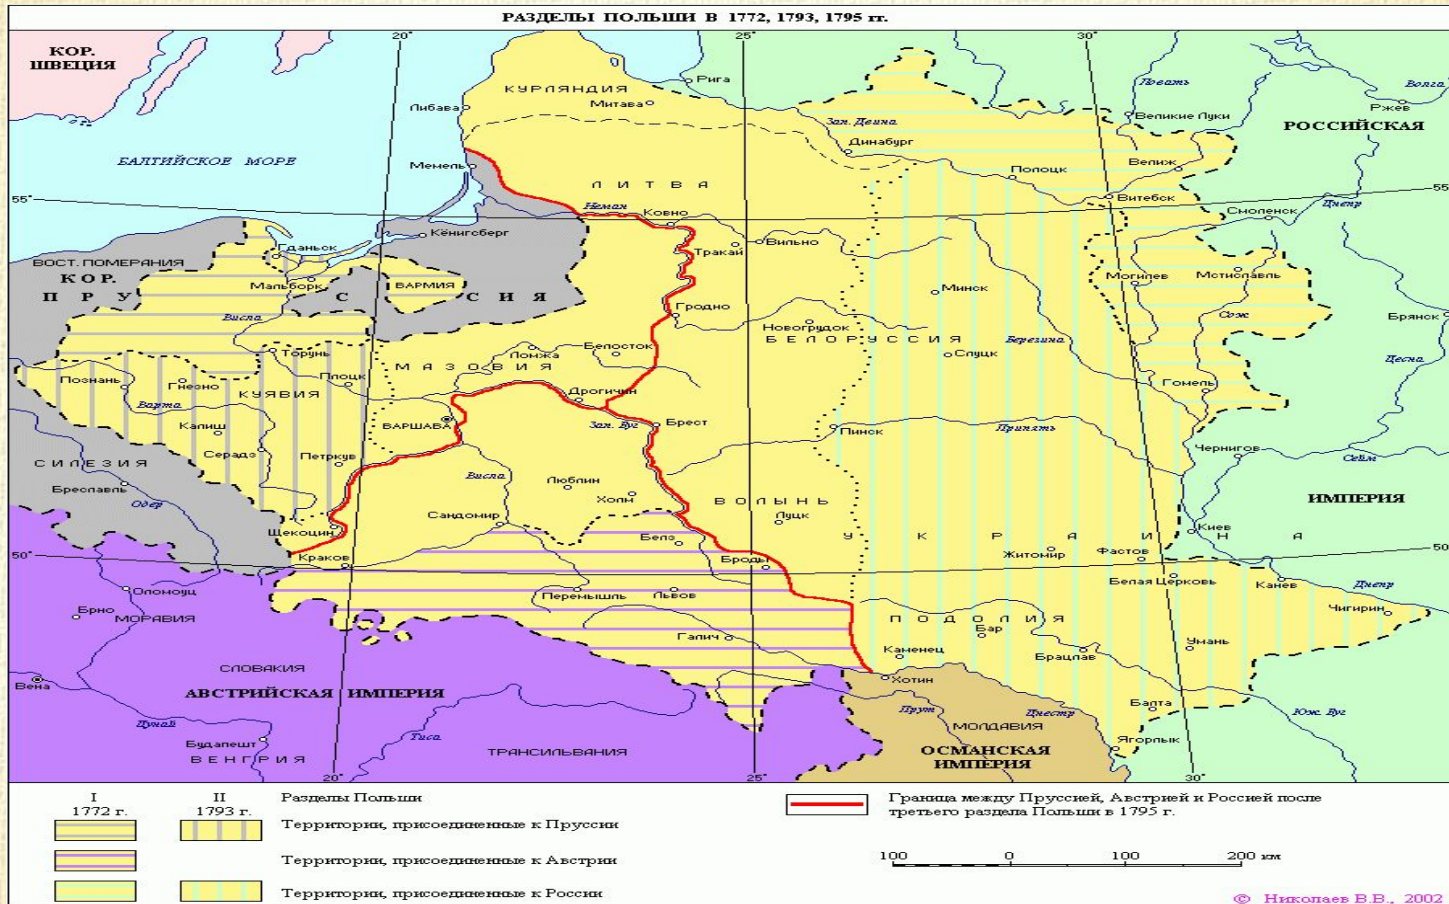 РАЗДЕЛЫ ПОЛЬШИ В 1772, 1793, 1795 гг.
20° 25° 30°
КОР.
ШВЕЦИЯ
Рига
КУРЛЯНДИЯ
Митава
Либава
Ловать
Волга
Ржев
Великие Луки
РОССИЙСКАЯ
Зап. Двина
Динабург
БАЛТИЙСКОЕ МОРЕ
Мемель
ЛИТВА
Полоцк
Велиж
Витебск
55° 55
Неман
Ковно
Смоленск
Днепр
Кёнигсберг
Тракай
Вильно
Гданьск
ВОСТ. ПОМЕРАНИЯ
КОР.
ПРУССИЯ
Мальборк
ВАРМИЯ
Могилев
Мстиславль
Минск
Висла
Гродно
Новогрудок
БЕЛОРУССИЯ
Сож
Брянск
Торунь
Ломжа
Белосток
Слуцк
Березина
Десна
МАЗОВИЯ
Познань
Гнезно
Плоцк
КУЯВИЯ
Дрогичин
Гомель
Варта
Калиш
ВАРШАВА
Зап. Буг
Брест
Пинск
Припять
Серадз
Петркув
Чернигов
Сейм
СИЛЕЗИЯ
Бреславль
Одер
Висла
Люблин
Холм
ВОЛЫНЬ
Луцк
ИМПЕРИЯ
Щекоцин
Сандомир
Белз
Киев
УКРАИНА
50° 50
Краков
Броды
Житомир
Фастов
Белая Церковь
Канев
Днепр
Оломоуц
Перемышль
Львов
Чигирин
Брно
МОРАВИЯ
Галич
ПОДОЛИЯ
Бар
Умань
СЛОВАКИЯ
Каменец
Брацлав
Вена
АВСТРИЙСКАЯ ИМПЕРИЯ
Хотин
Дунай
Тиса
Прут
МОЛДАВИЯ
Днестр
Балта
Юж. Буг
Будапешт
ВЕНГРИЯ
ТРАНСИЛЬВАНИЯ
ОСМАНСКАЯ
ИМПЕРИЯ
Ягорлык
20° 25° 30°
I II Разделы Польши
1772 г. 1793 г.
Территории, присоединенные к Пруссии
Территории, присоединенные к Австрии
Территории, присоединенные к России
Граница между Пруссией, Австрией и Россией после
третьего раздела Польши в 1795 г.
100 0 100 200 км
© Николаев В.В., 2002